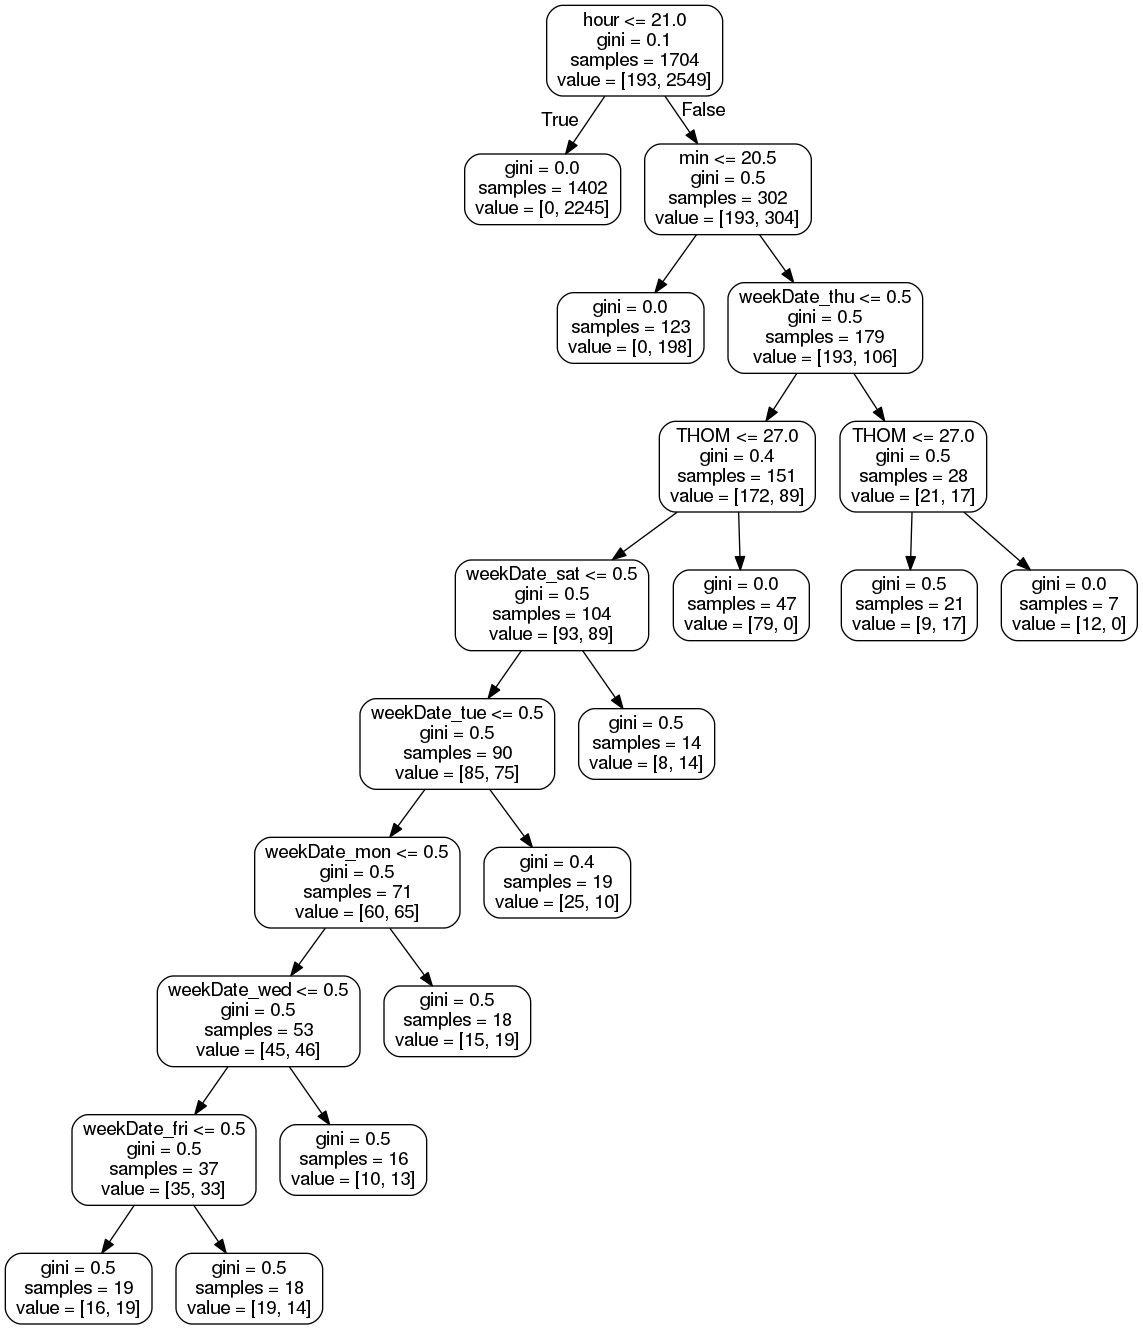 hour <= 21.0
gini = 0.1
samples = 1704
value = [193, 2549]
True
False
gini = 0.0
samples = 1402
value = [0, 2245]
min <= 20.5
gini = 0.5
samples = 302
value = [193, 304]
gini = 0.0
samples = 123
value = [0, 198]
weekDate_thu <= 0.5
gini = 0.5
samples = 179
value = [193, 106]
THOM <= 27.0
gini = 0.4
samples = 151
value = [172, 89]
THOM <= 27.0
gini = 0.5
samples = 28
value = [21, 17]
weekDate_sat <= 0.5
gini = 0.5
samples = 104
value = [93, 89]
gini = 0.0
samples = 47
value = [79, 0]
gini = 0.5
samples = 21
value = [9, 17]
gini = 0.0
samples = 7
value = [12, 0]
weekDate_tue <= 0.5
gini = 0.5
samples = 90
value = [85, 75]
gini = 0.5
samples = 14
value = [8, 14]
weekDate_mon <= 0.5
gini = 0.5
samples = 71
value = [60, 65]
gini = 0.4
samples = 19
value = [25, 10]
weekDate_wed <= 0.5
gini = 0.5
samples = 53
value = [45, 46]
gini = 0.5
samples = 18
value = [15, 19]
weekDate_fri <= 0.5
gini = 0.5
samples = 37
value = [35, 33]
gini = 0.5
samples = 16
value = [10, 13]
gini = 0.5
samples = 19
value = [16, 19]
gini = 0.5
samples = 18
value = [19, 14]